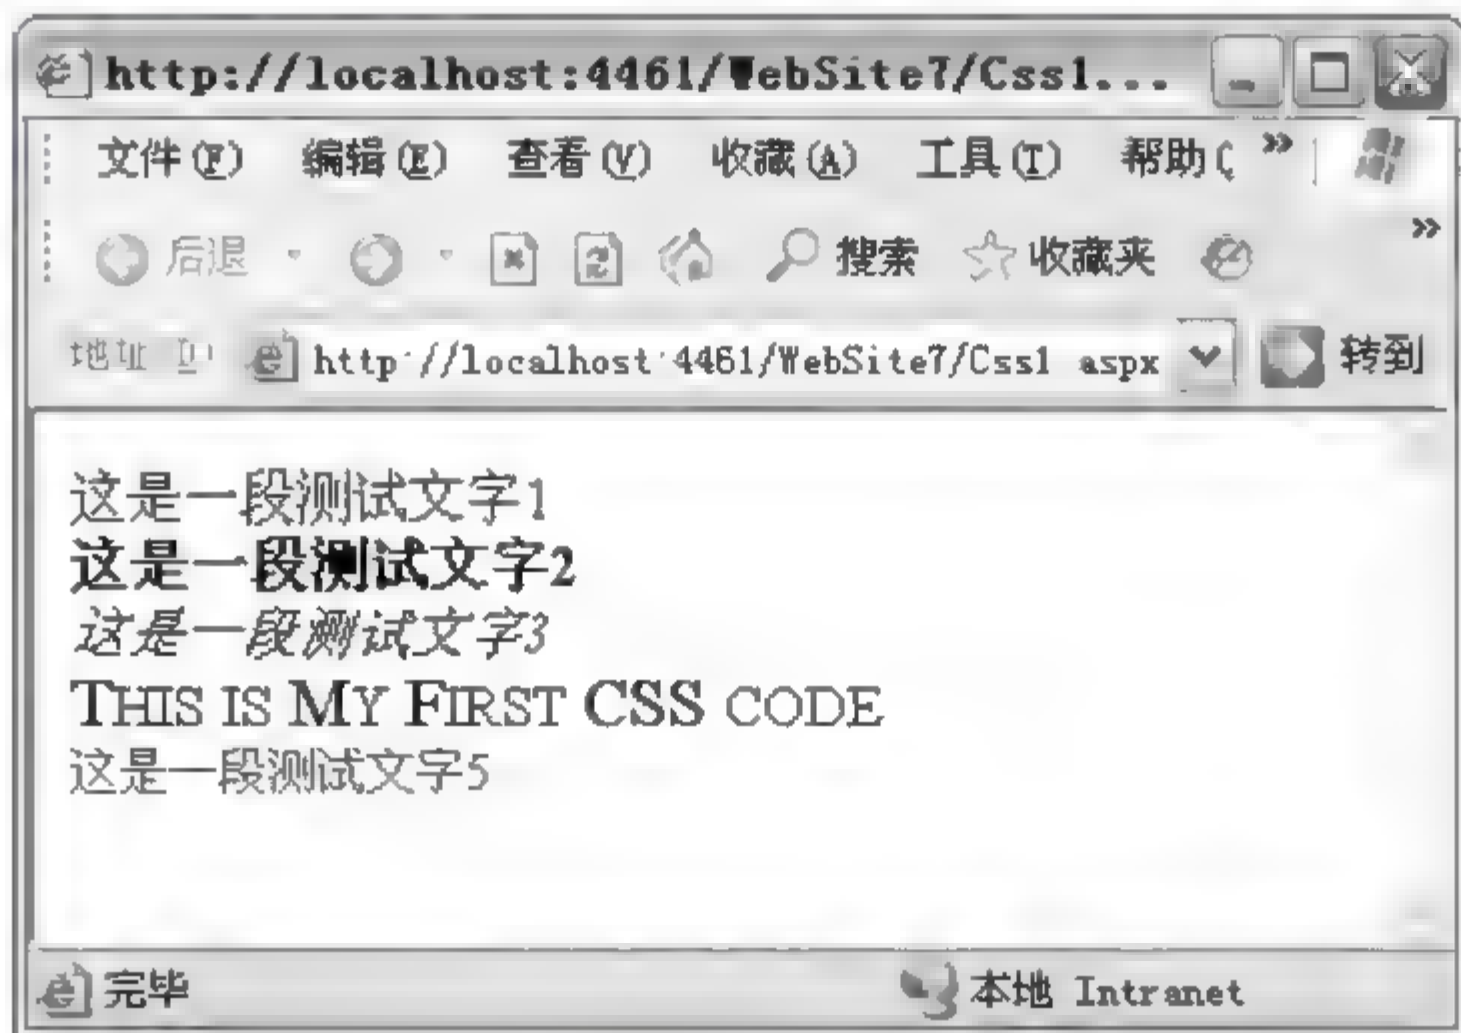 http://localhost:4461/WebSite7/Css1...
文件(F) 编辑(E) 查看(V) 收藏(A) 工具(T) 帮助( »
后退 搜索 收藏夹 »
地址 D http://localhost:4461/WebSite7/Css1 aspx 转到
这是一段测试文字1
这是一段测试文字2
这是一段测试文字3
THIS IS MY FIRST CSS CODE
这是一段测试文字5
完毕 本地 Intranet